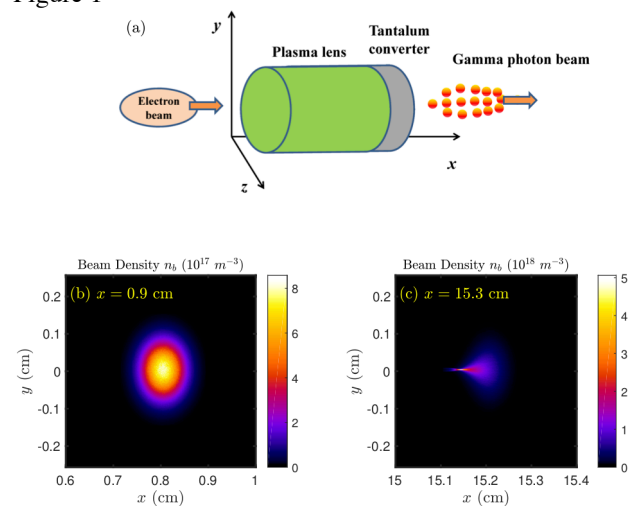 Figure 1
(a)
y
Plasma lens
Tantalum
converter
Gamma photon beam
Electron
beam
x
z
Beam Density n_b (10^17 m^−3)
(b) x = 0.9 cm
y (cm)
0.2
0.1
0
-0.1
-0.2
0.6 0.7 0.8 0.9 1
x (cm)
8
6
4
2
0
Beam Density n_b (10^18 m^−3)
(c) x = 15.3 cm
y (cm)
0.2
0.1
0
-0.1
-0.2
15 15.1 15.2 15.3 15.4
x (cm)
5
4
3
2
1
0